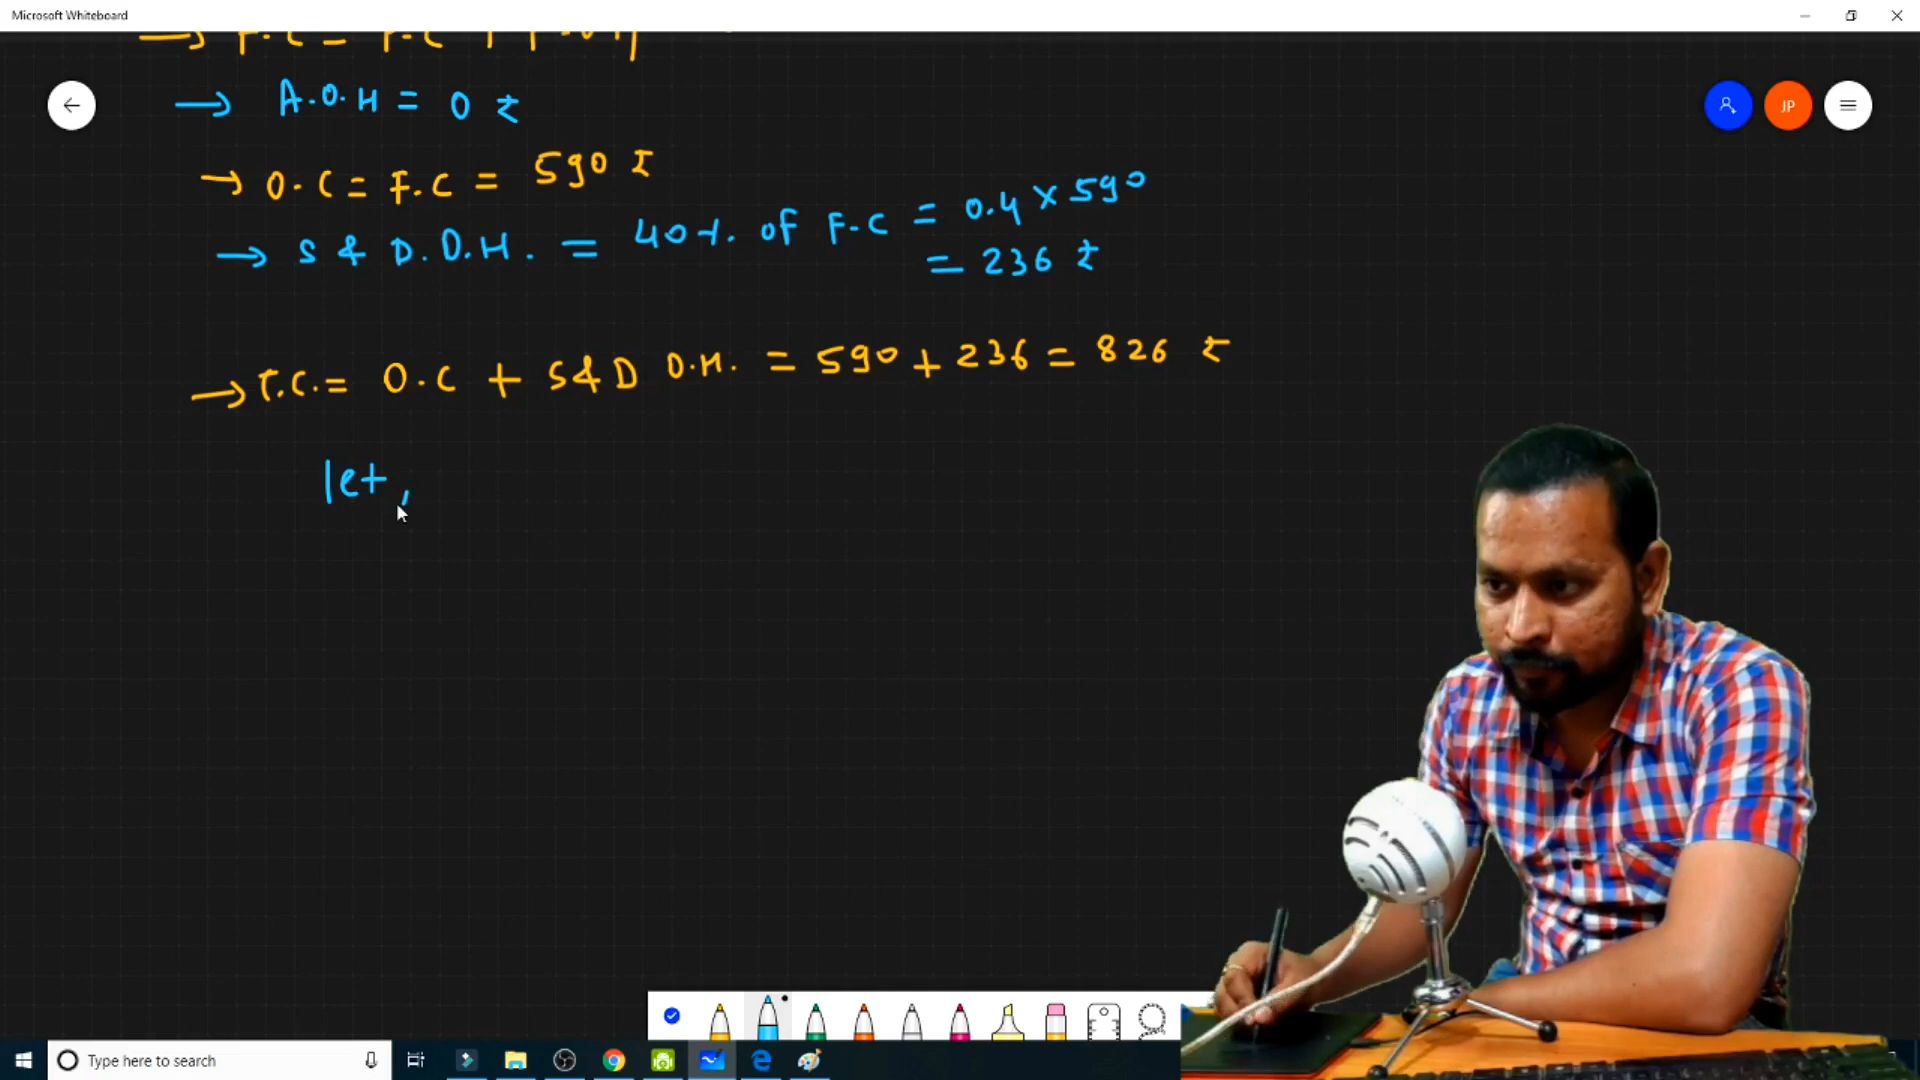 Microsoft Whiteboard
→ A.O.H = 0 ₹
JP
→ O.C = F.C = 590 ₹
→ S & D. O.H. = 40%. of F.C = 0.4 × 590
= 236 ₹
→ T.C. = O.C + S & D O.H. = 590 + 236 = 826 ₹
let,
Type here to search